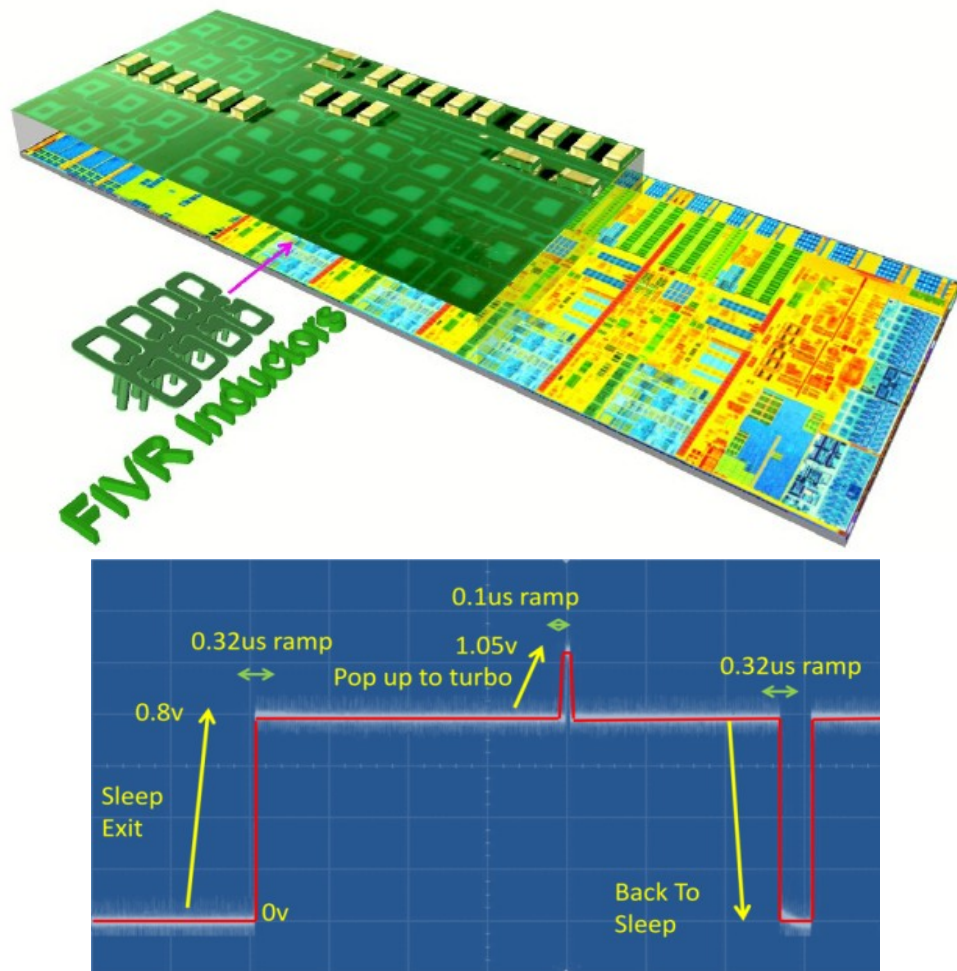 FIVR Inductors
0.1us ramp
0.32us ramp
1.05v
Pop up to turbo
0.32us ramp
0.8v
Sleep
Exit
0v
Back To
Sleep